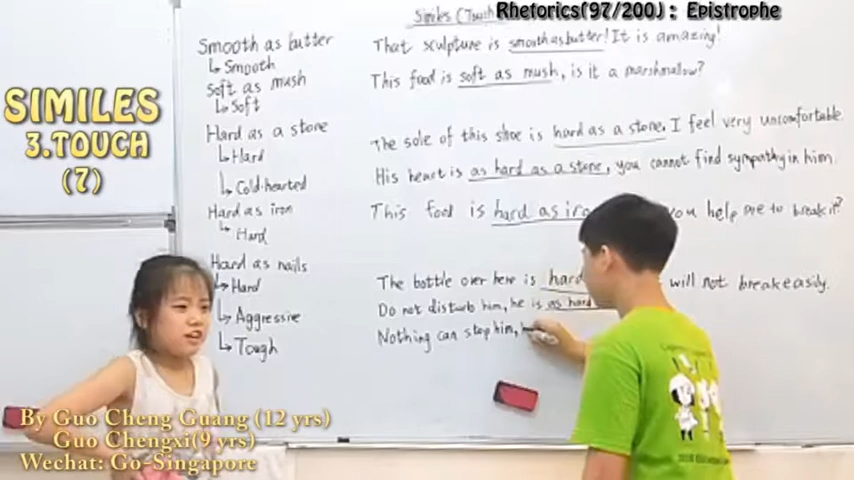 Rhetorics(97/200): Epistrophe
Similes (Touch
SIMILES
3.TOUCH
(7)
Smooth as butter
↳ Smooth
That sculpture is smooth as butter! It is amazing!
Soft as mush
↳ Soft
This food is soft as mush, is it a marshmallow?
Hard as a stone
↳ Hard
The sole of this shoe is hard as a stone. I feel very uncomfortable.
↳ Cold-hearted
His heart is as hard as a stone, you cannot find sympathy in him.
Hard as iron
↳ Hard
This food is hard as iro you help me to break it?
Hard as nails
↳ Hard
The bottle over here is hard will not break easily.
↳ Aggressive
Do not disturb him, he is as hard
↳ Tough
Nothing can stop him, h
By Guo Cheng Guang (12 yrs)
Guo Chengxi(9 yrs)
Wechat: Go-Singapore